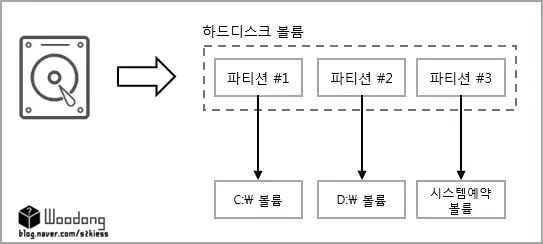 하드디스크 볼륨
파티션 #1
파티션 #2
파티션 #3
C:₩ 볼륨
D:₩ 볼륨
시스템예약
볼륨
?
Woodong
blog.naver.com/szkiess